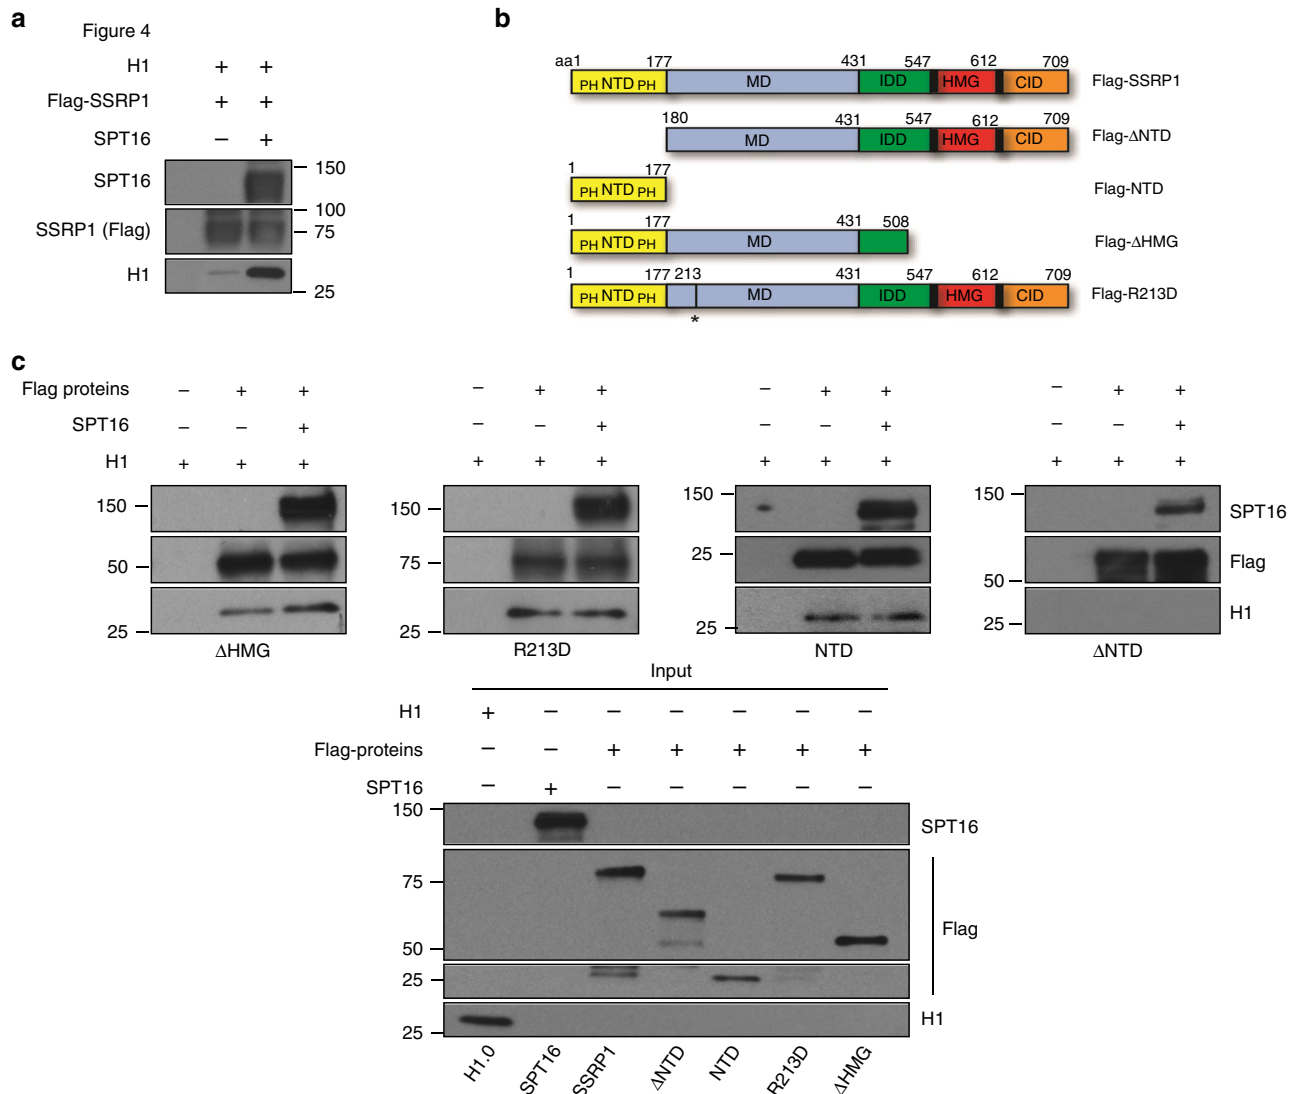 a
Figure 4
H1 + +
Flag-SSRP1 + +
SPT16 − +
SPT16
150
100
SSRP1 (Flag)
75
H1
25
b
aa1 177 431 547 612 709
PH NTD PH MD IDD HMG CID Flag-SSRP1
180 431 547 612 709
MD IDD HMG CID Flag-ΔNTD
1 177
PH NTD PH Flag-NTD
1 177 431 508
PH NTD PH MD Flag-ΔHMG
1 177 213 431 547 612 709
PH NTD PH MD IDD HMG CID Flag-R213D
*
c
Flag proteins − + + − + + − + + − + +
SPT16 − − + − − + − − + − − +
H1 + + + + + + + + + + + +
150 150 150 150 SPT16
50 75 25 50 Flag
25 25 25 25 H1
ΔHMG R213D NTD ΔNTD
Input
H1 + − − − − − −
Flag-proteins − − + + + + +
SPT16 − + − − − − −
150 SPT16
75
50
Flag
25
25 H1
H1.0 SPT16 SSRP1 ΔNTD NTD R213D ΔHMG